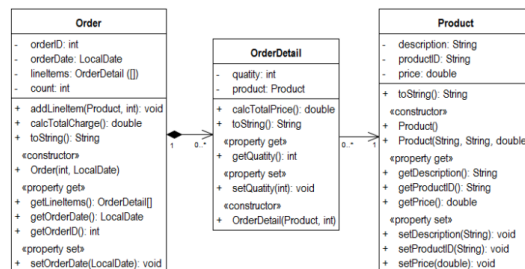 Order
- orderID: int
- orderDate: LocalDate
- lineItems: OrderDetail ([])
- count: int
+ addLineItem(Product, int): void
+ calcTotalCharge(): double
+ toString(): String
«constructor»
+ Order(int, LocalDate)
«property get»
+ getLineItems(): OrderDetail[]
+ getOrderDate(): LocalDate
+ getOrderID(): int
«property set»
+ setOrderDate(LocalDate): void
1
0..*
OrderDetail
- quatity: int
- product: Product
+ calcTotalPrice(): double
+ toString(): String
«property get»
+ getQuatity(): int
«property set»
+ setQuatity(int): void
«constructor»
+ OrderDetail(Product, int)
0..*
1
Product
- description: String
- productID: String
- price: double
+ toString(): String
«constructor»
+ Product()
+ Product(String, String, double)
«property get»
+ getDescription(): String
+ getProductID(): String
+ getPrice(): double
«property set»
+ setDescription(String): void
+ setProductID(String): void
+ setPrice(double): void